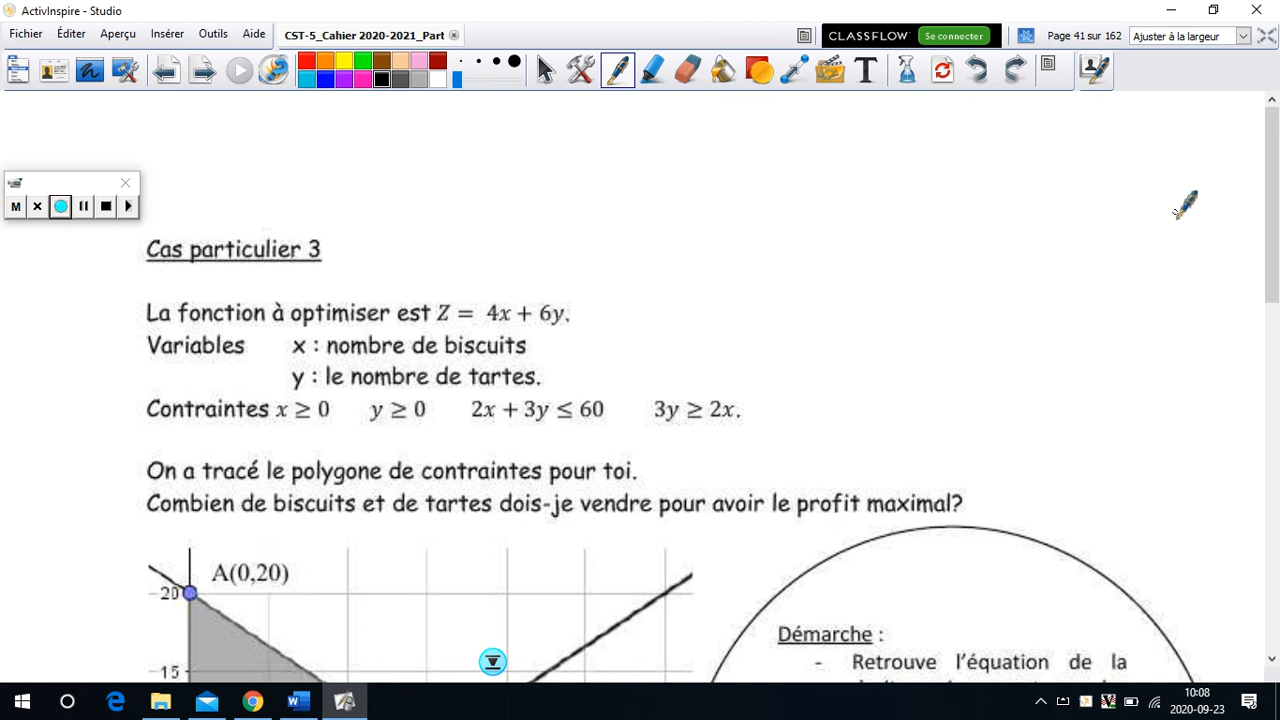 ActivInspire - Studio
Fichier Éditer Aperçu Insérer Outils Aide
CST-5_Cahier 2020-2021_Part
CLASSFLOW Se connecter
Page 41 sur 162
Ajuster à la largeur
M
Cas particulier 3
La fonction à optimiser est Z = 4x + 6y.
Variables x : nombre de biscuits
y : le nombre de tartes.
Contraintes x ≥ 0 y ≥ 0 2x + 3y ≤ 60 3y ≥ 2x.
On a tracé le polygone de contraintes pour toi.
Combien de biscuits et de tartes dois-je vendre pour avoir le profit maximal?
A(0,20)
20
15
Démarche :
- Retrouve l'équation de la
10:08
2020-09-23